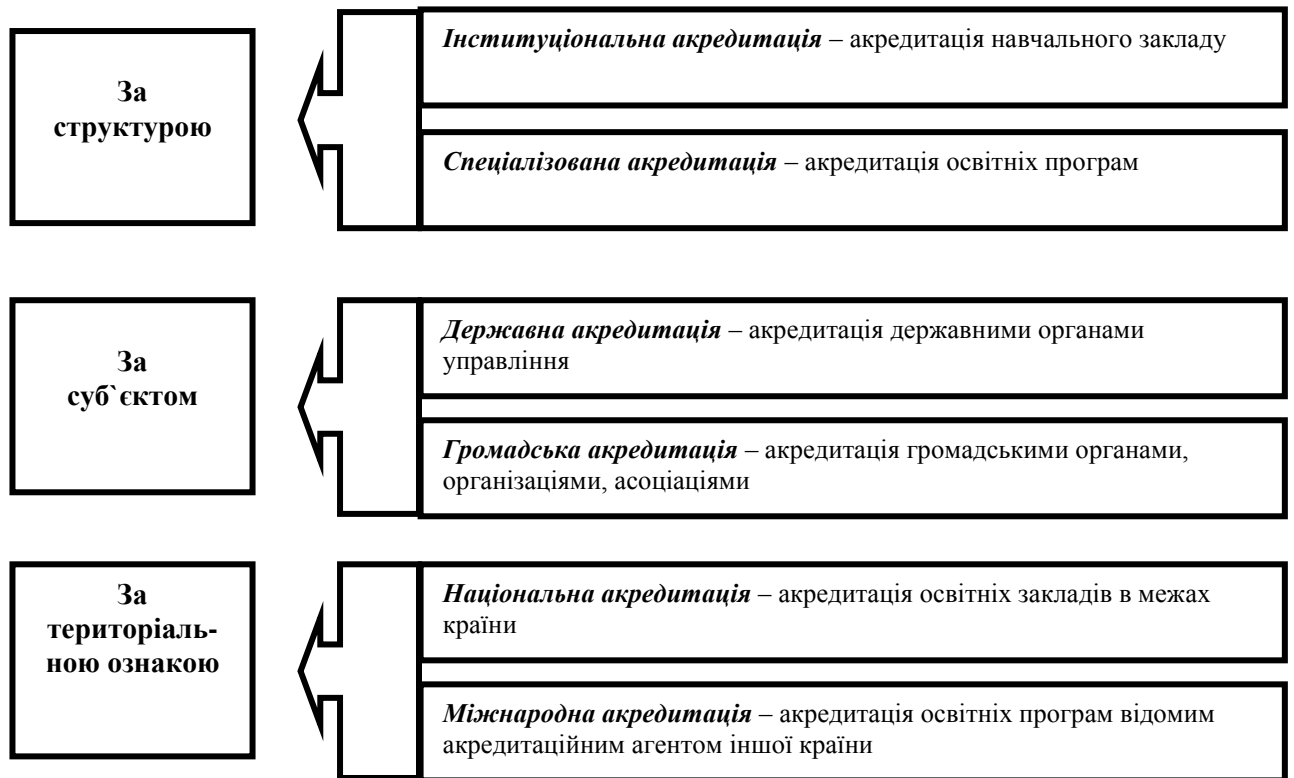 За
структурою
Інституціональна акредитація – акредитація навчального закладу
Спеціалізована акредитація – акредитація освітніх програм
За
суб`єктом
Державна акредитація – акредитація державними органами
управління
Громадська акредитація – акредитація громадськими органами,
організаціями, асоціаціями
За
територіаль-
ною ознакою
Національна акредитація – акредитація освітніх закладів в межах
країни
Міжнародна акредитація – акредитація освітніх програм відомим
акредитаційним агентом іншої країни